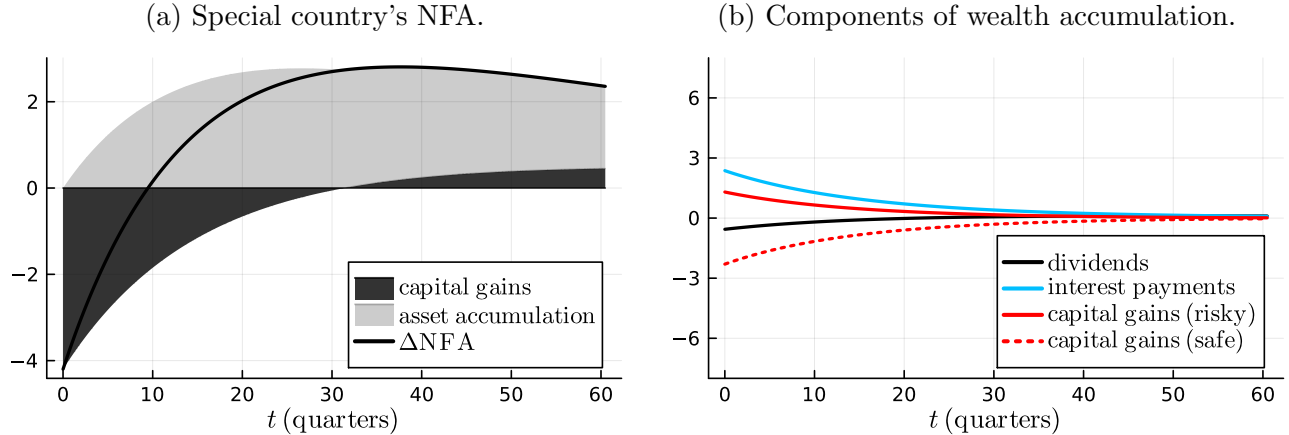 (a) Special country's NFA.
2
0
−2
−4
capital gains
asset accumulation
ΔNFA
0 10 20 30 40 50 60
t (quarters)
(b) Components of wealth accumulation.
6
3
0
−3
−6
dividends
interest payments
capital gains (risky)
capital gains (safe)
0 10 20 30 40 50 60
t (quarters)